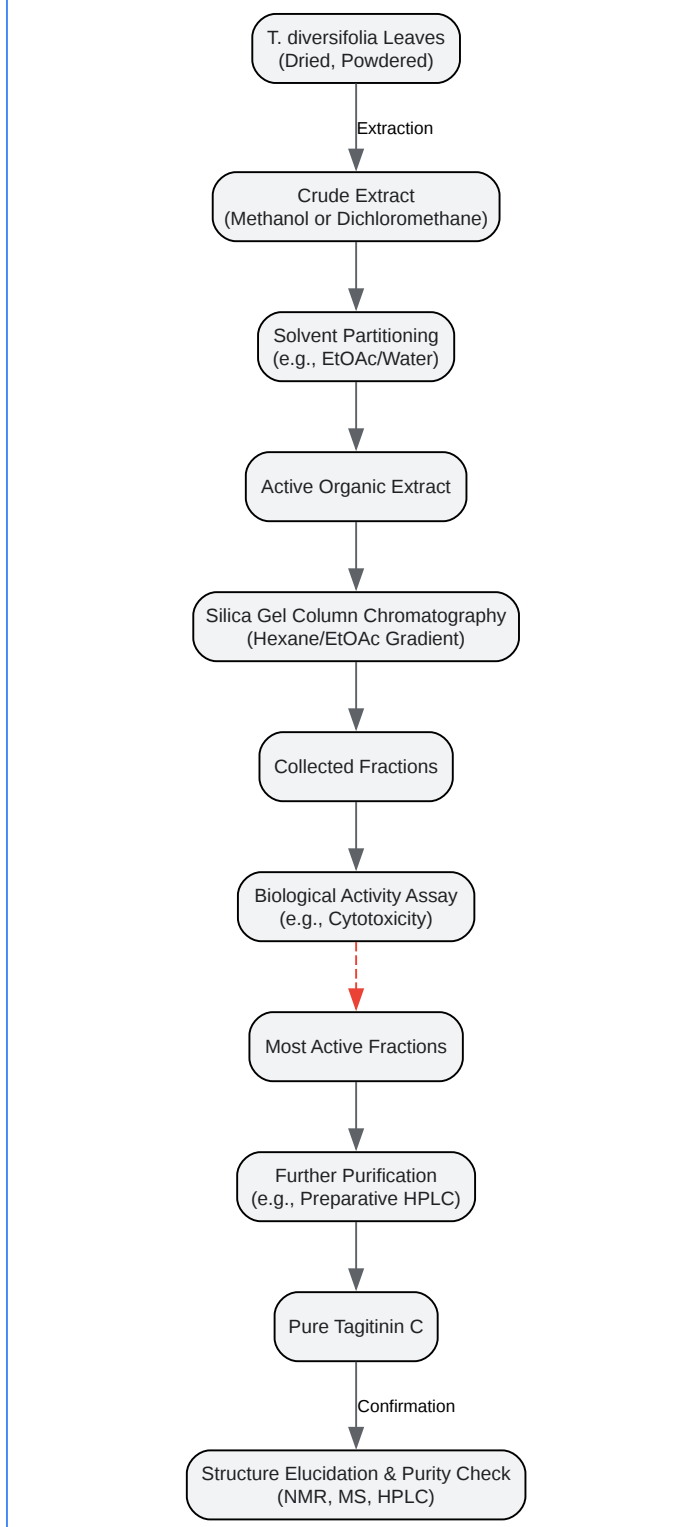 T. diversifolia Leaves
(Dried, Powdered)
Extraction
Crude Extract
(Methanol or Dichloromethane)
Solvent Partitioning
(e.g., EtOAc/Water)
Active Organic Extract
Silica Gel Column Chromatography
(Hexane/EtOAc Gradient)
Collected Fractions
Biological Activity Assay
(e.g., Cytotoxicity)
Most Active Fractions
Further Purification
(e.g., Preparative HPLC)
Pure Tagitinin C
Confirmation
Structure Elucidation & Purity Check
(NMR, MS, HPLC)